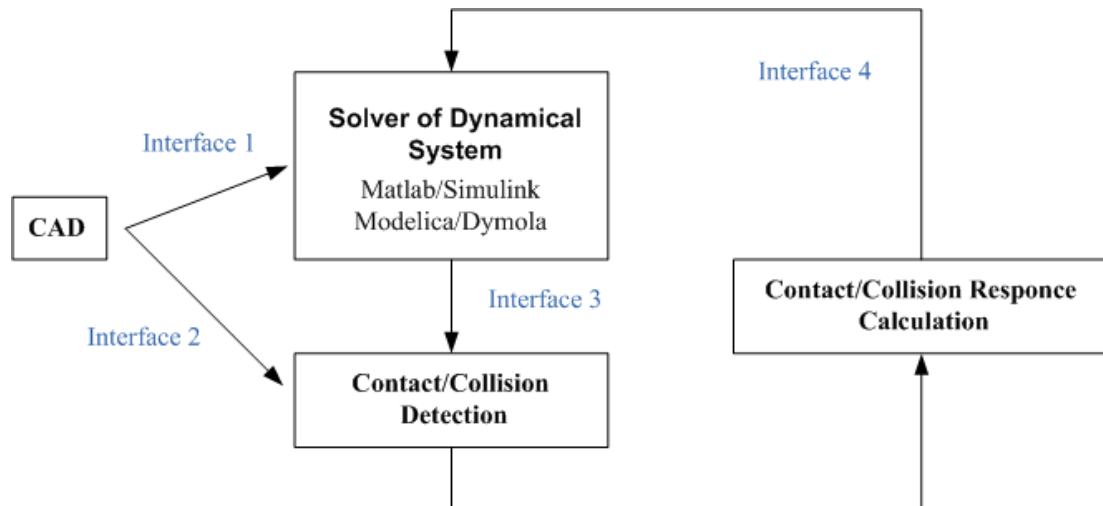 Interface 4
Solver of Dynamical
System
Matlab/Simulink
Modelica/Dymola
Interface 1
CAD
Interface 3
Contact/Collision Responce
Calculation
Interface 2
Contact/Collision
Detection